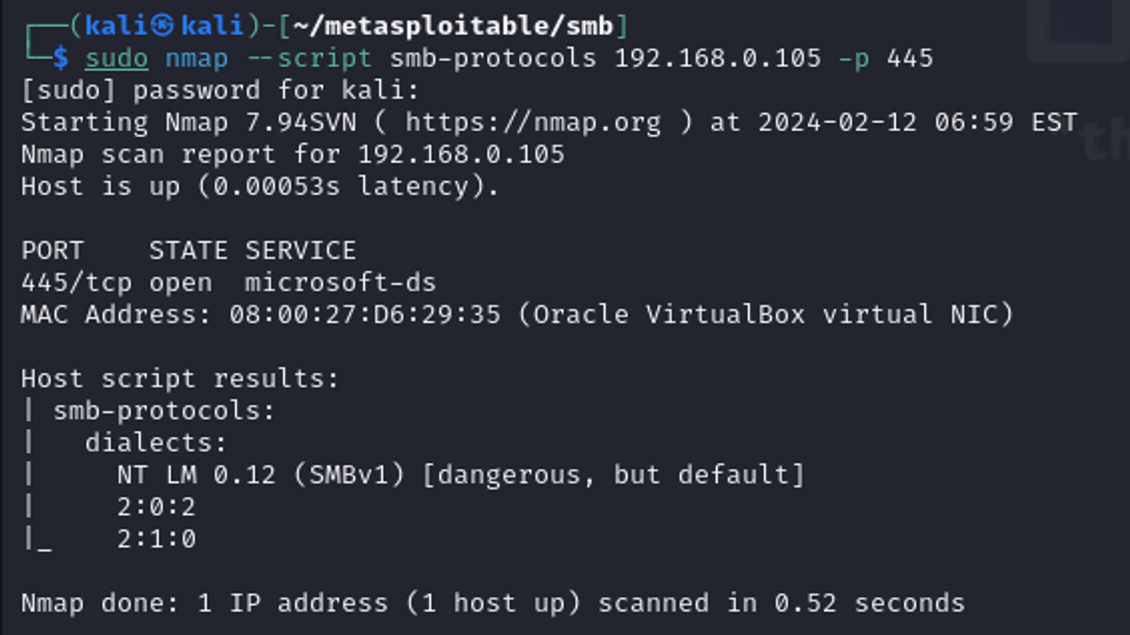 ┌──(kali㉿kali)-[~/metasploitable/smb]
└─$ sudo nmap --script smb-protocols 192.168.0.105 -p 445
[sudo] password for kali:
Starting Nmap 7.94SVN ( https://nmap.org ) at 2024-02-12 06:59 EST
Nmap scan report for 192.168.0.105
Host is up (0.00053s latency).

PORT    STATE SERVICE
445/tcp open  microsoft-ds
MAC Address: 08:00:27:D6:29:35 (Oracle VirtualBox virtual NIC)

Host script results:
| smb-protocols:
|   dialects:
|     NT LM 0.12 (SMBv1) [dangerous, but default]
|     2:0:2
|_    2:1:0

Nmap done: 1 IP address (1 host up) scanned in 0.52 seconds